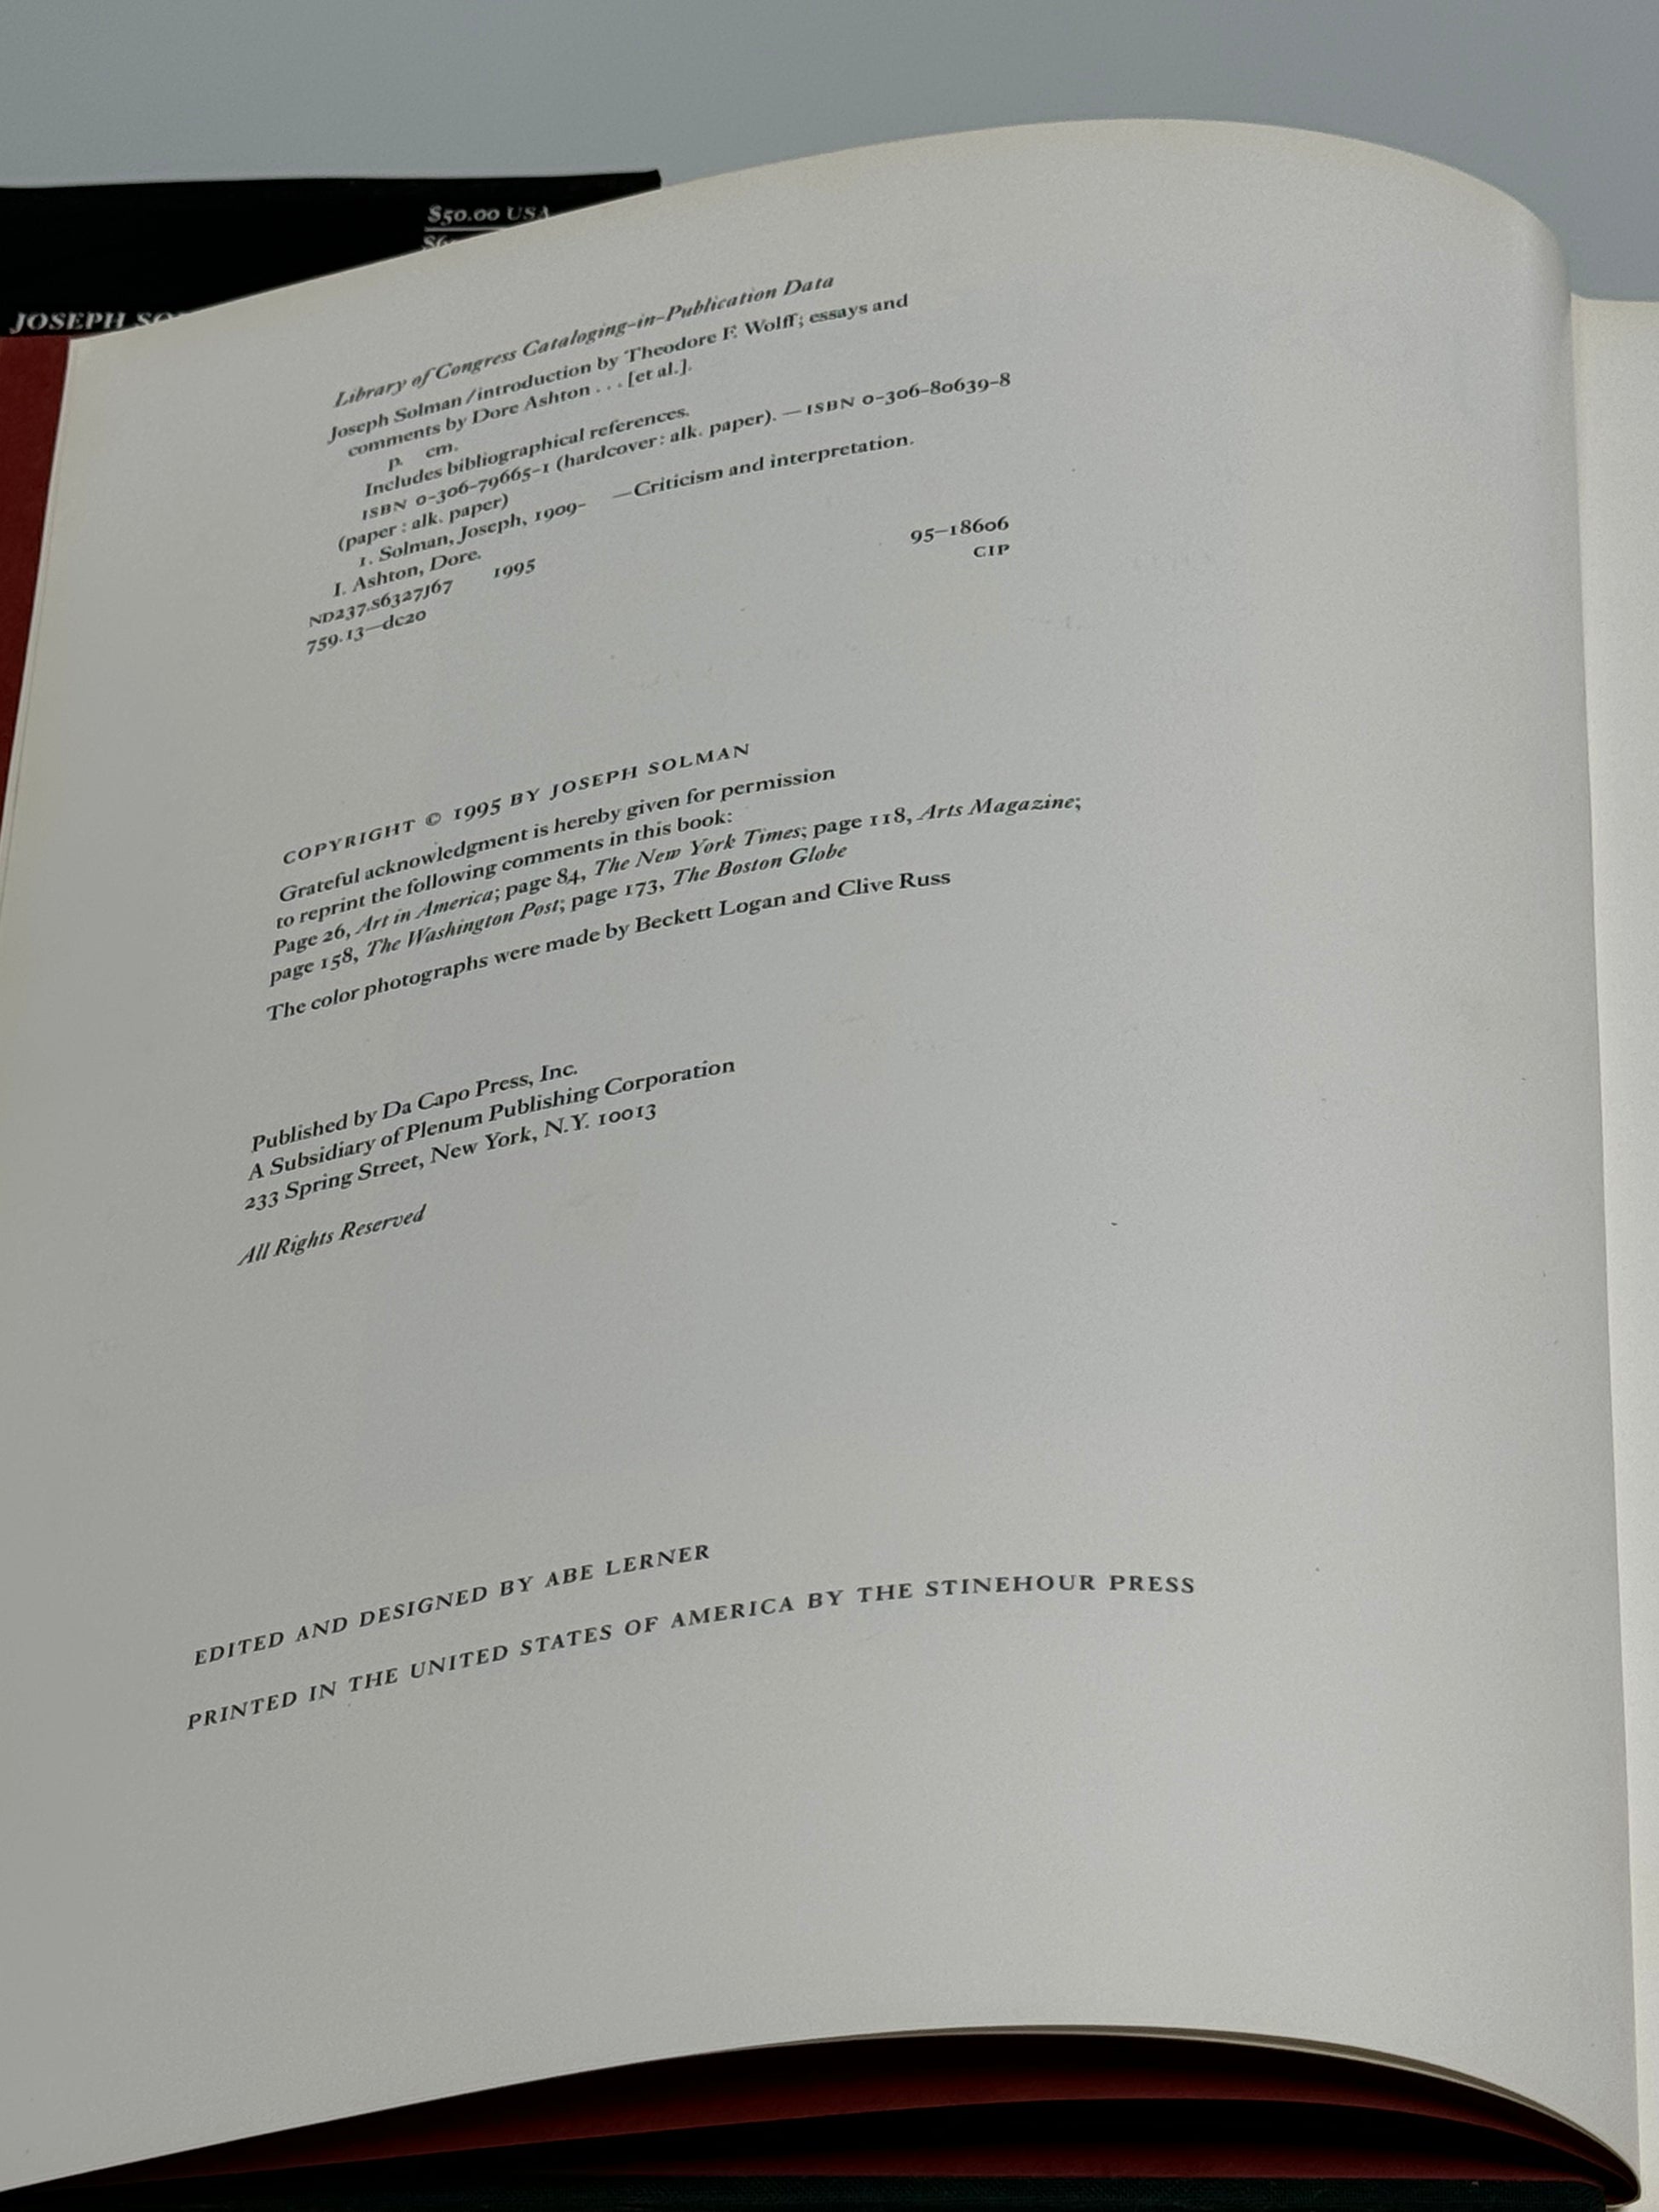 $50.00 USA
JOSEPH
Library of Congress Cataloging-in-Publication Data
Joseph Solman / introduction by Theodore F. Wolff; essays and
comments by Dore Ashton . . . [et al.].
p. cm.
Includes bibliographical references.
ISBN 0-306-79665-1 (hardcover: alk. paper). — ISBN 0-306-80639-8
(paper : alk. paper)
1. Solman, Joseph, 1909- —Criticism and interpretation.
I. Ashton, Dore.
ND237.S6327J67 1995
95-18606
759.13—dc20
CIP
COPYRIGHT © 1995 BY JOSEPH SOLMAN
Grateful acknowledgment is hereby given for permission
to reprint the following comments in this book:
Page 26, Art in America; page 84, The New York Times; page 118, Arts Magazine;
page 158, The Washington Post; page 173, The Boston Globe
The color photographs were made by Beckett Logan and Clive Russ
Published by Da Capo Press, Inc.
A Subsidiary of Plenum Publishing Corporation
233 Spring Street, New York, N.Y. 10013
All Rights Reserved
EDITED AND DESIGNED BY ABE LERNER
PRINTED IN THE UNITED STATES OF AMERICA BY THE STINEHOUR PRESS